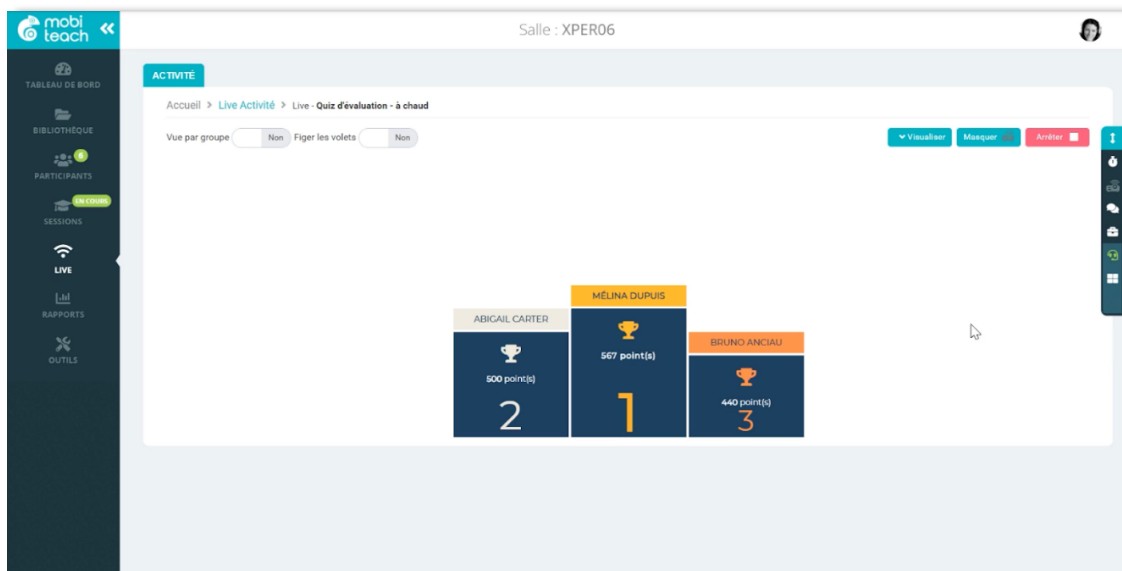 mobi
teach
Salle : XPER06
TABLEAU DE BORD
BIBLIOTHÈQUE
6
PARTICIPANTS
EN COURS
SESSIONS
LIVE
RAPPORTS
OUTILS
ACTIVITÉ
Accueil > Live Activité > Live - Quiz d'évaluation - à chaud
Vue par groupe Non Figer les volets Non
Visualiser Masquer Arrêter
MÉLINA DUPUIS
567 point(s)
1
ABIGAIL CARTER
500 point(s)
2
BRUNO ANCIAU
440 point(s)
3